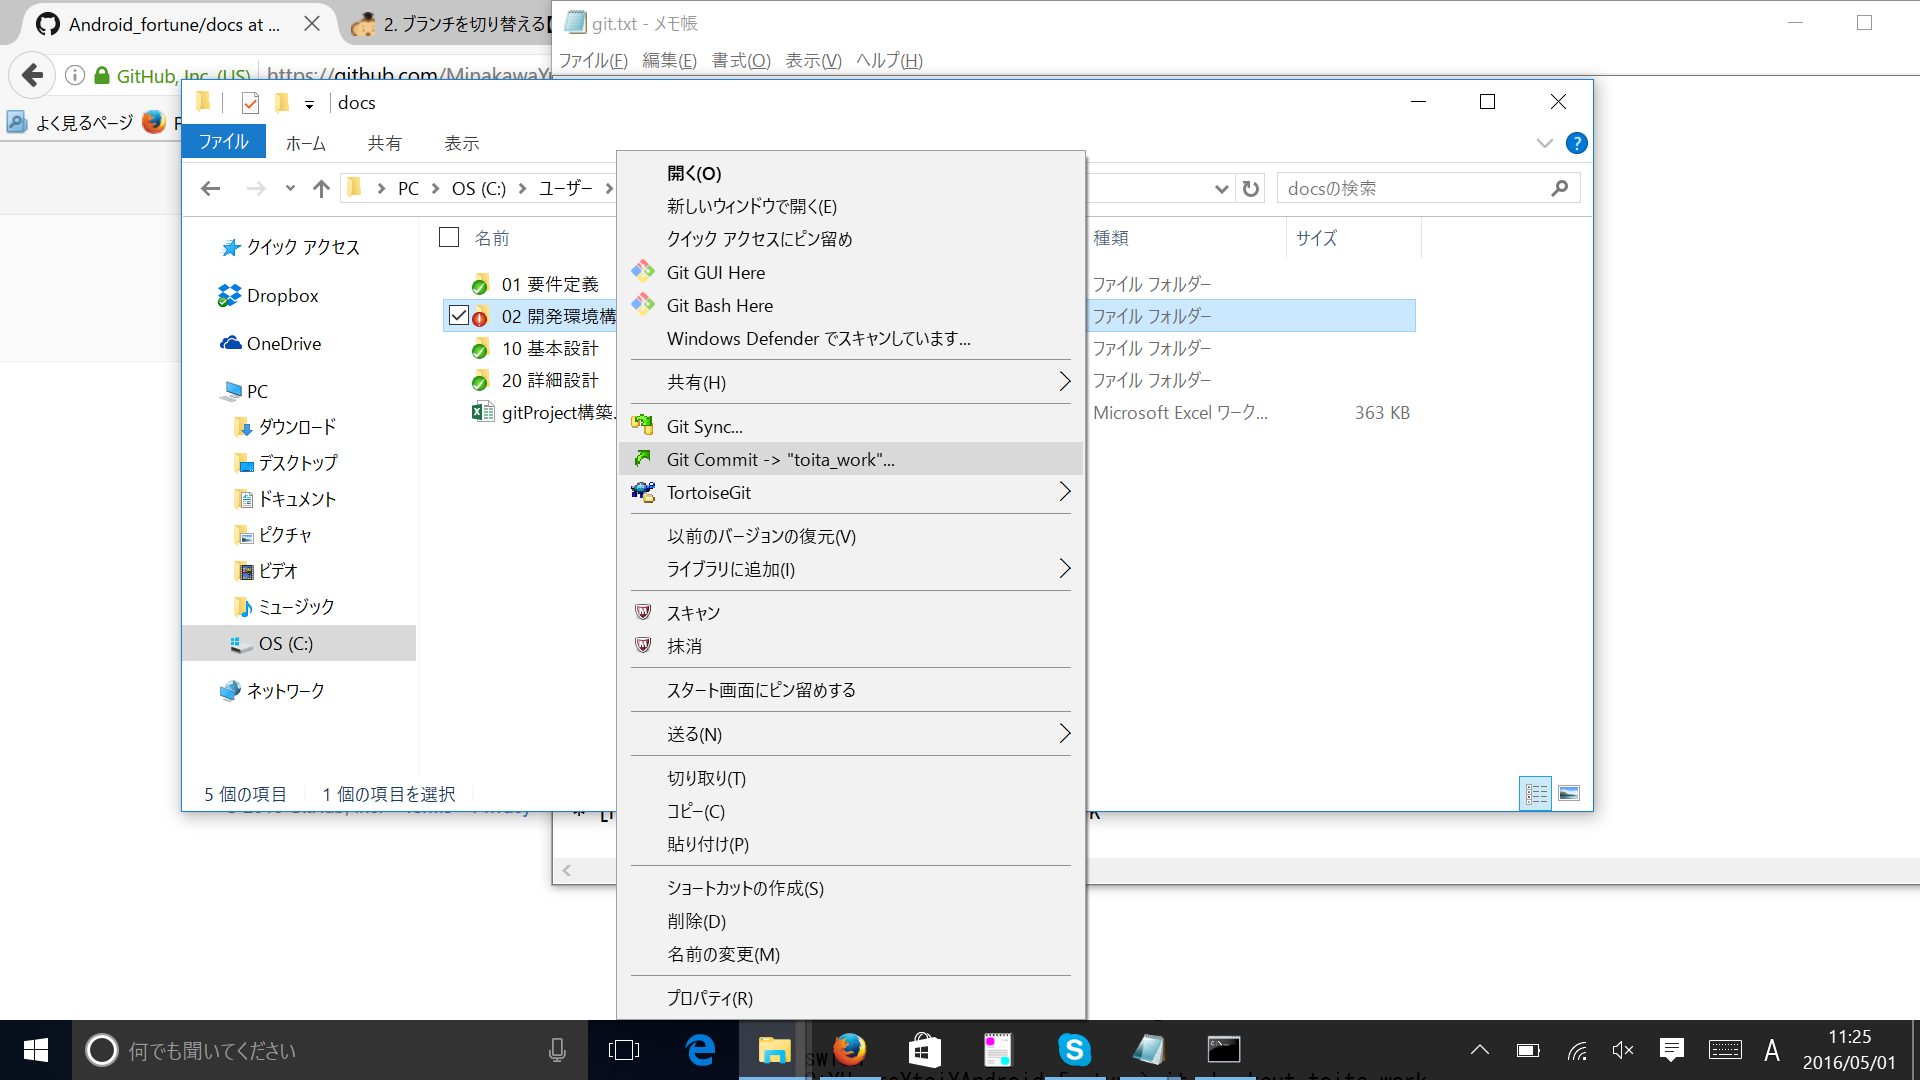 Android_fortune/docs at ...
2. ブランチを切り替える
git.txt - メモ帳
ファイル(F) 編集(E) 書式(O) 表示(V) ヘルプ(H)
GitHub, Inc. (US)
https://github.com/MinakawaY
よく見るページ
docs
ファイル ホーム 共有 表示
PC OS (C:) ユーザー
docsの検索
クイック アクセス
Dropbox
OneDrive
PC
ダウンロード
デスクトップ
ドキュメント
ピクチャ
ビデオ
ミュージック
OS (C:)
ネットワーク
名前 種類 サイズ
01 要件定義 ファイル フォルダー
02 開発環境構 ファイル フォルダー
10 基本設計 ファイル フォルダー
20 詳細設計 ファイル フォルダー
gitProject構築. Microsoft Excel ワーク... 363 KB
開く(O)
新しいウィンドウで開く(E)
クイック アクセスにピン留め
Git GUI Here
Git Bash Here
Windows Defender でスキャンしています...
共有(H)
Git Sync...
Git Commit -> "toita_work"...
TortoiseGit
以前のバージョンの復元(V)
ライブラリに追加(I)
スキャン
抹消
スタート画面にピン留めする
送る(N)
切り取り(T)
コピー(C)
貼り付け(P)
ショートカットの作成(S)
削除(D)
名前の変更(M)
プロパティ(R)
5 個の項目 1 個の項目を選択
何でも聞いてください
A
11:25
2016/05/01